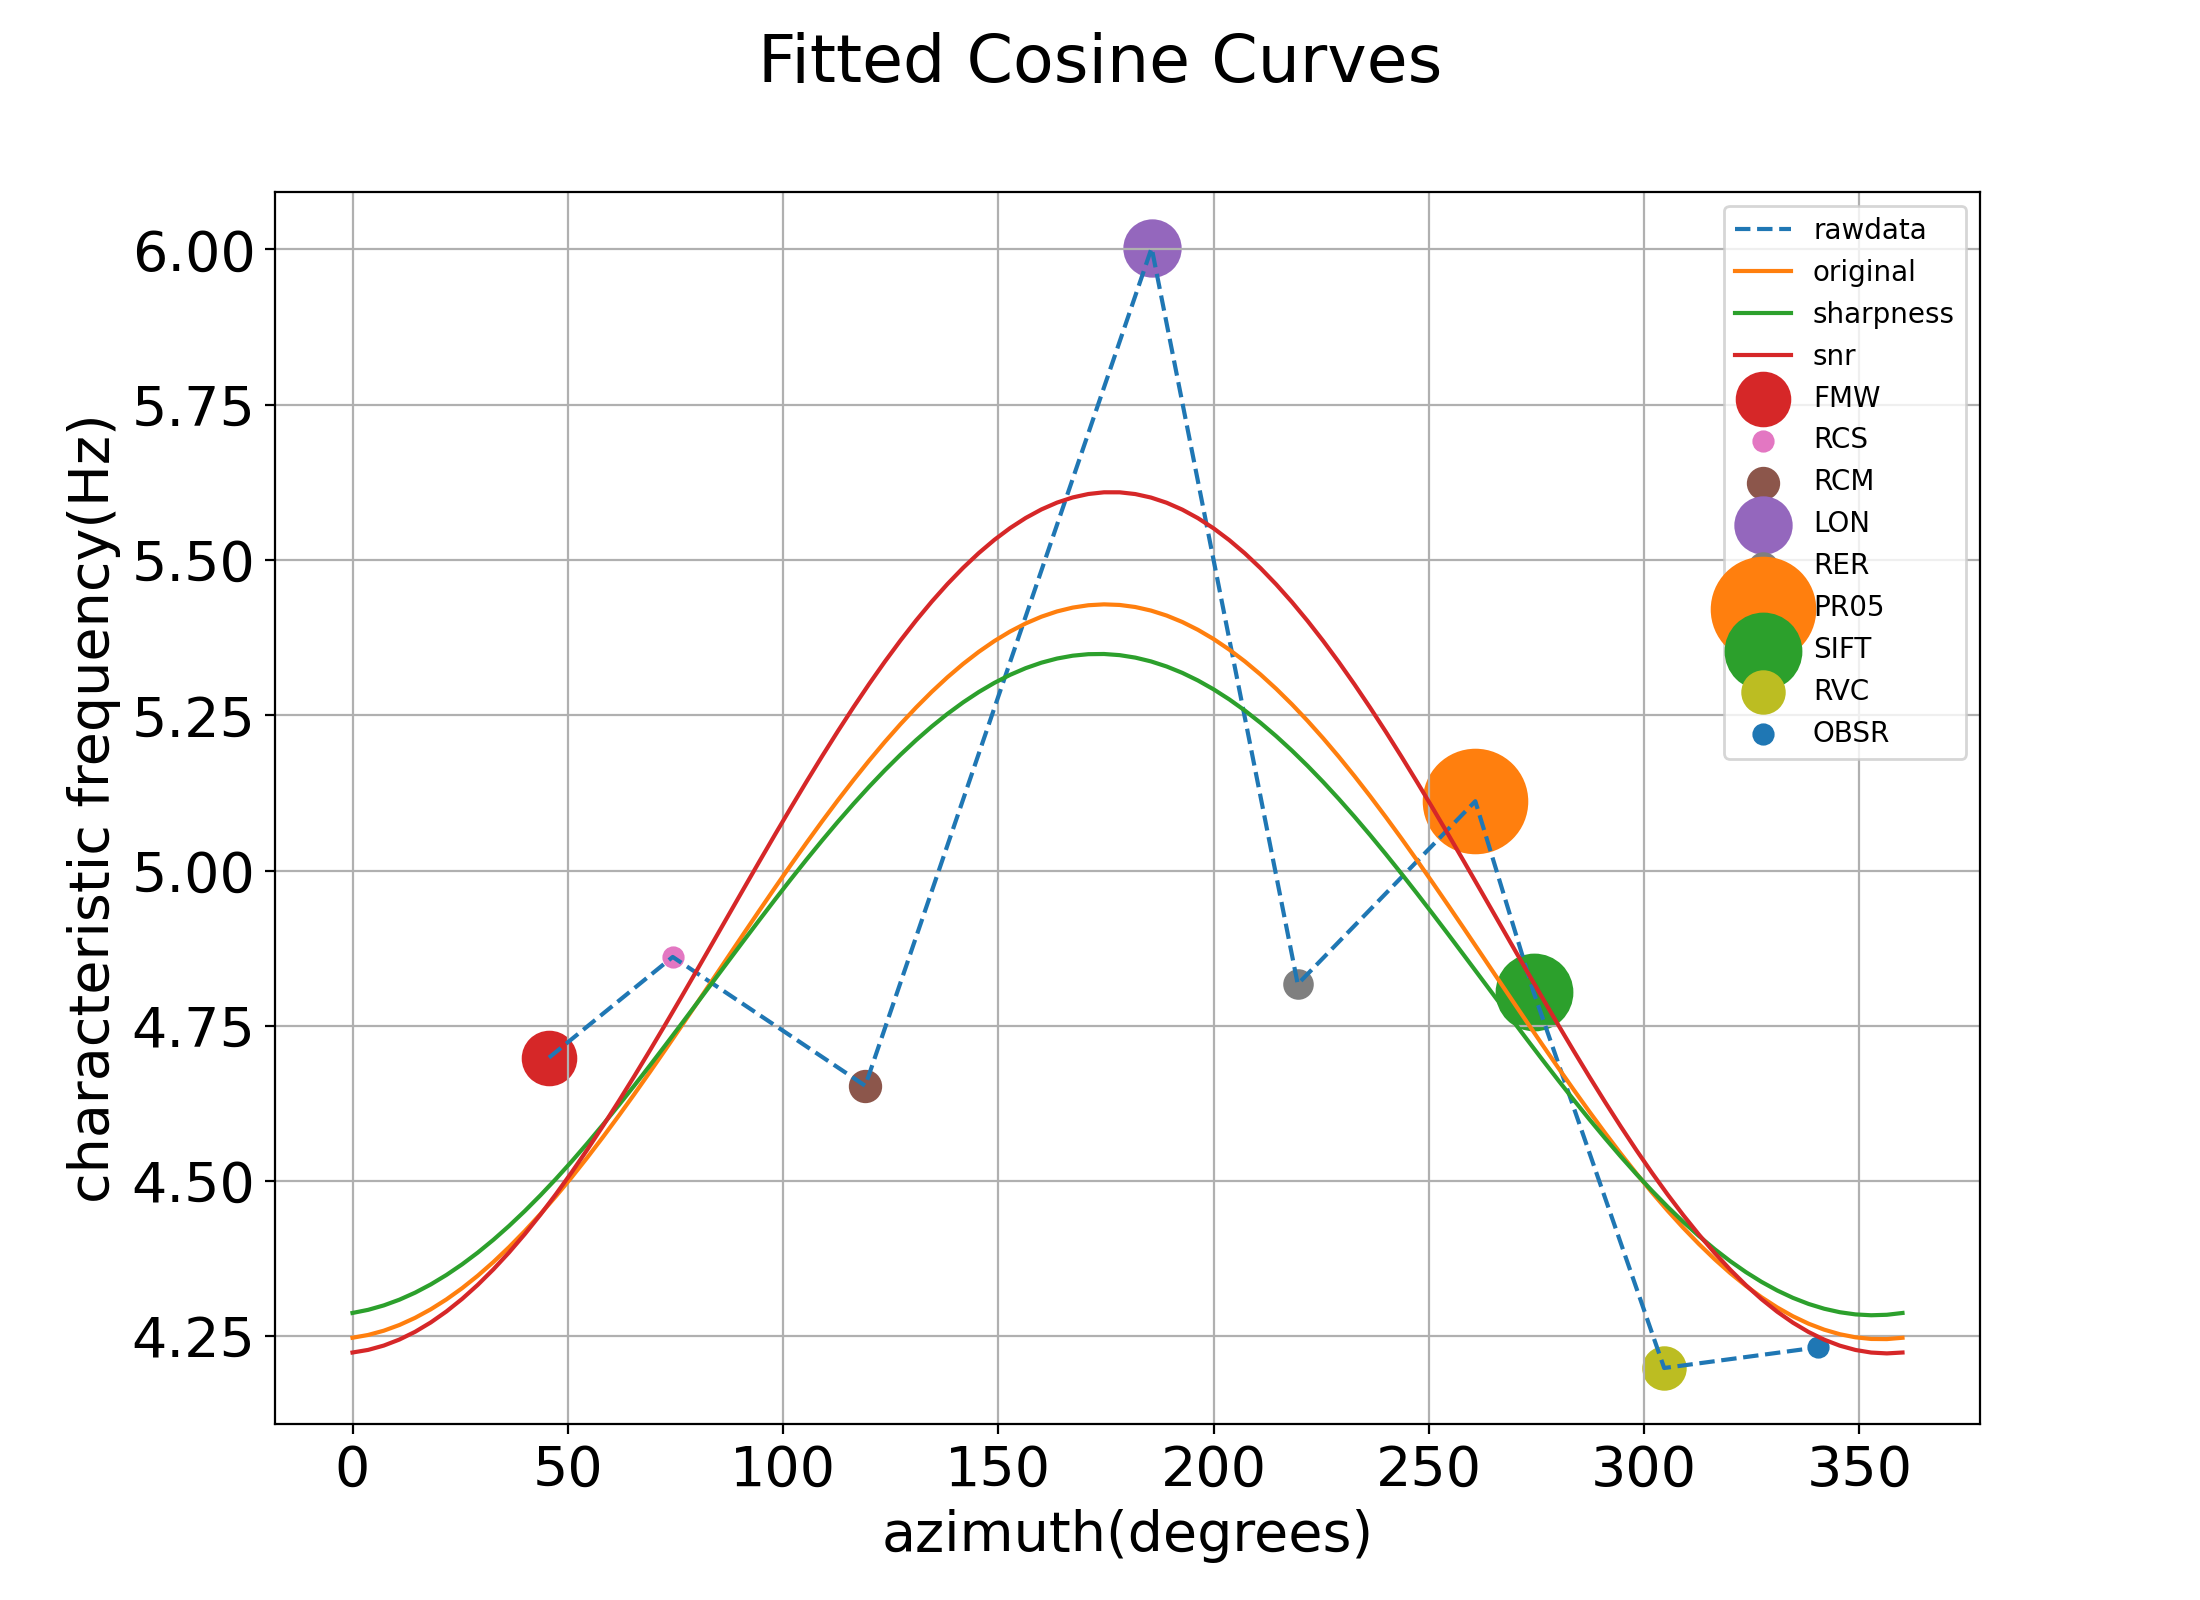 Fitted Cosine Curves
characteristic frequency(Hz)
6.00
5.75
5.50
5.25
5.00
4.75
4.50
4.25
0 50 100 150 200 250 300 350
azimuth(degrees)
rawdata
original
sharpness
snr
FMW
RCS
RCM
LON
RER
PR05
SIFT
RVC
OBSR